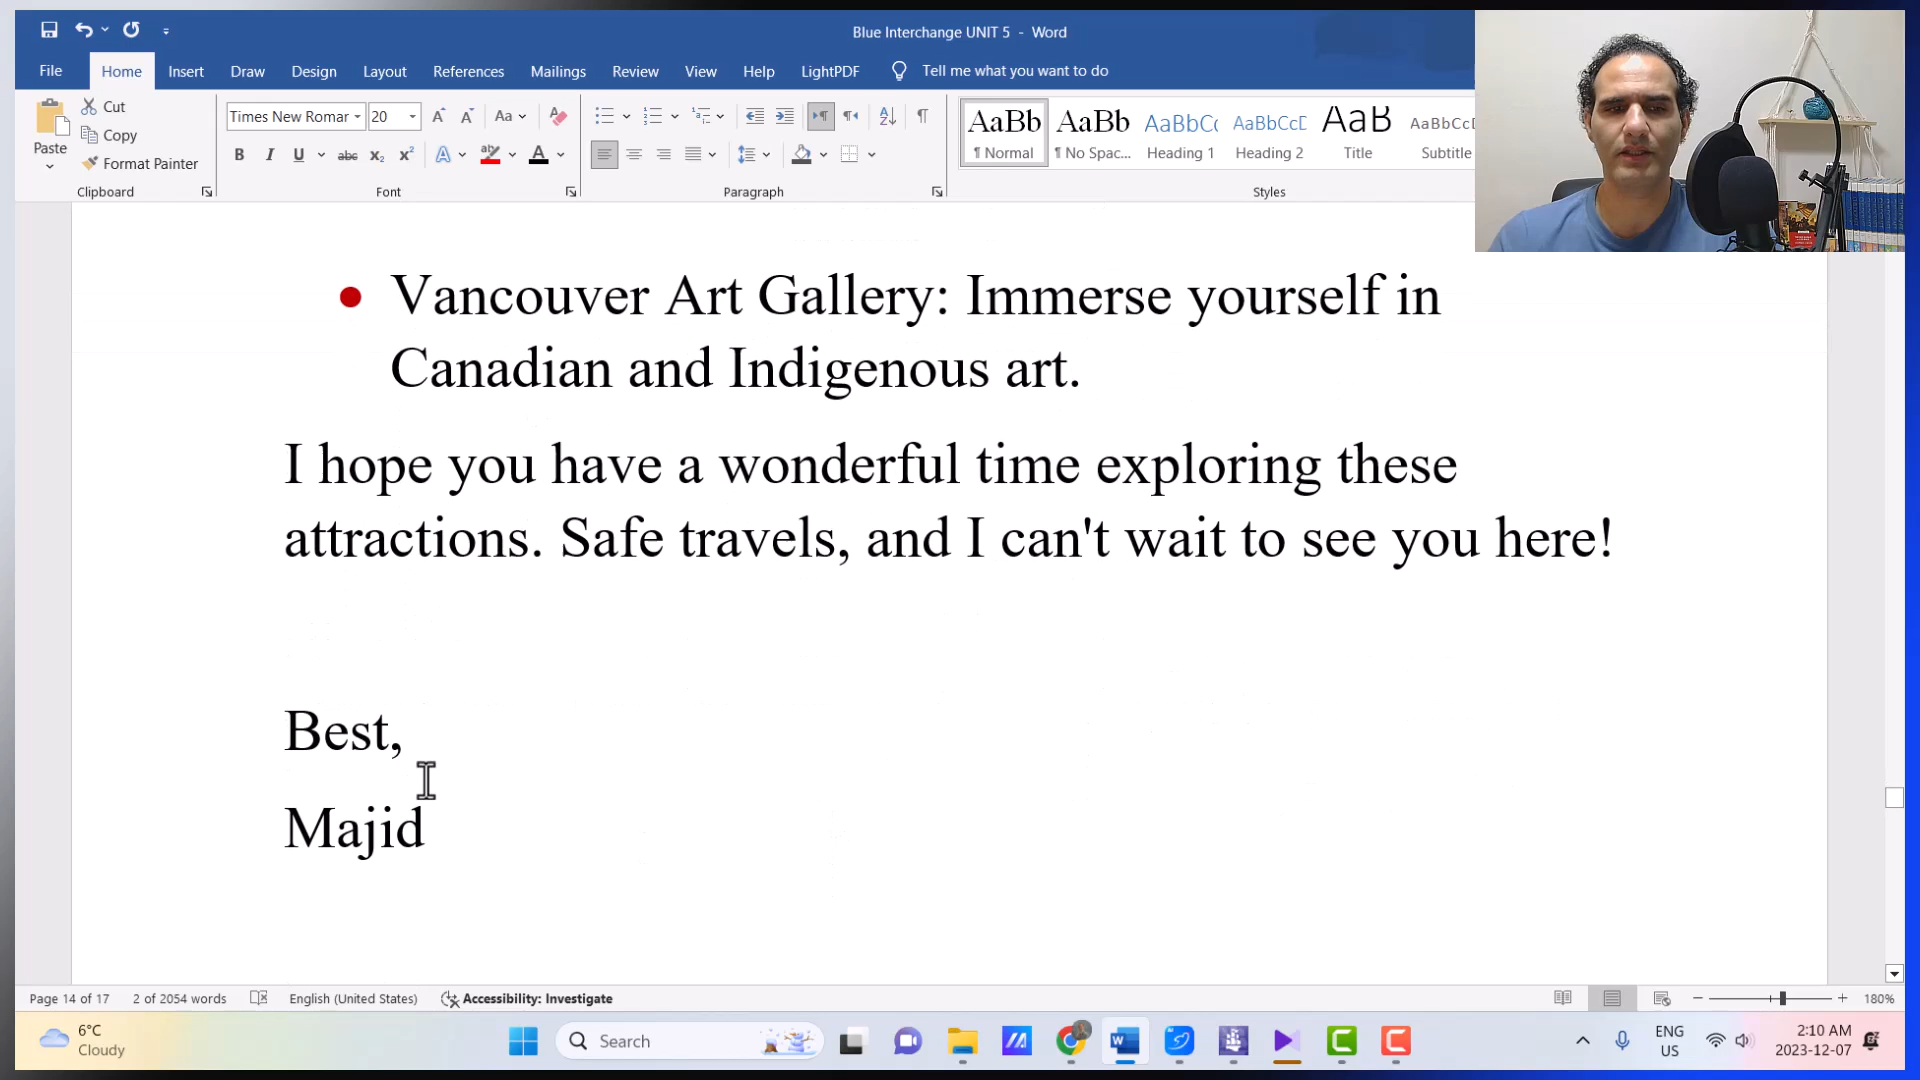 Blue Interchange UNIT 5 - Word
File Home Insert Draw Design Layout References Mailings Review View Help LightPDF Tell me what you want to do
Paste
Cut
Copy
Format Painter
Clipboard
Times New Romar 20
Font
Paragraph
AaBb AaBb AaBbCc AaBbCcD AaB AaBbCcD
¶ Normal ¶ No Spac... Heading 1 Heading 2 Title Subtitle
Styles
• Vancouver Art Gallery: Immerse yourself in
Canadian and Indigenous art.
I hope you have a wonderful time exploring these
attractions. Safe travels, and I can't wait to see you here!
Best,
Majid
Page 14 of 17 2 of 2054 words English (United States) Accessibility: Investigate 180%
6°C
Cloudy
Search
ENG
US
2:10 AM
2023-12-07